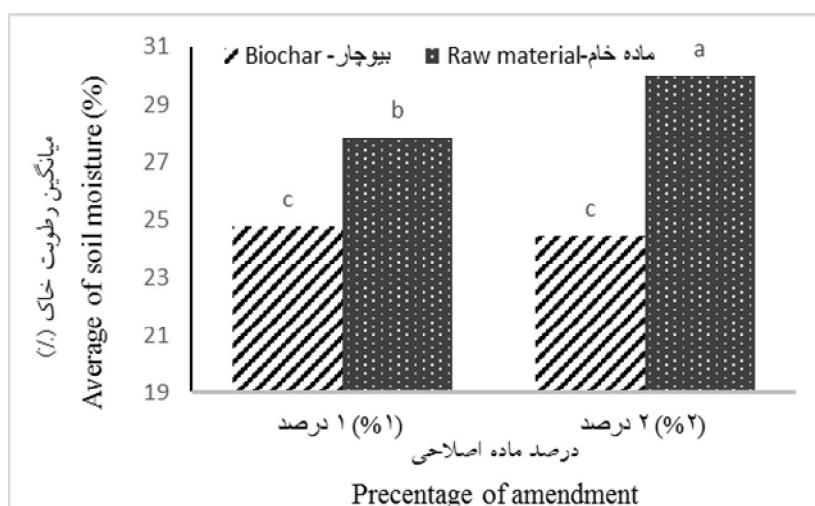 میانگین رطوبت خاک (٪)
Average of soil moisture (%)
31
29
27
25
23
21
19
Biochar -بیوچار
Raw material-ماده خام
c
b
c
a
۱ درصد (%۱)
۲ درصد (%۲)
درصد ماده اصلاحی
Precentage of amendment